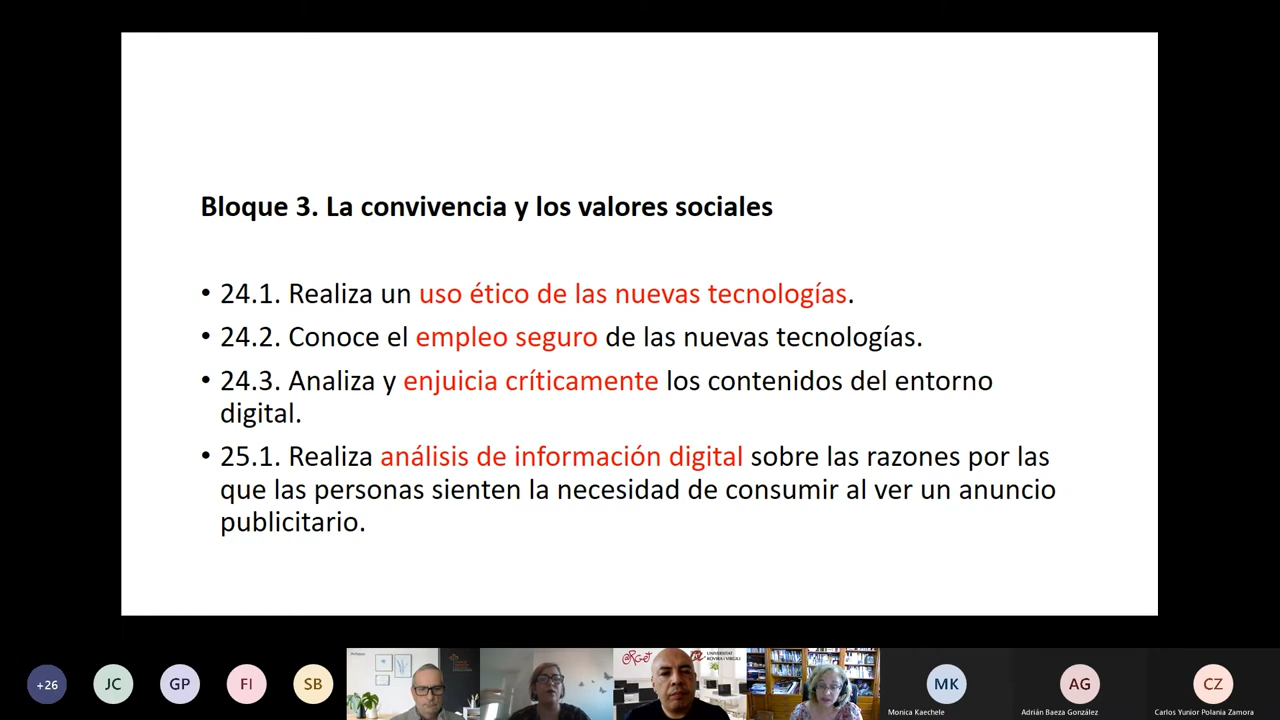 Bloque 3. La convivencia y los valores sociales
• 24.1. Realiza un uso ético de las nuevas tecnologías.
• 24.2. Conoce el empleo seguro de las nuevas tecnologías.
• 24.3. Analiza y enjuicia críticamente los contenidos del entorno
digital.
• 25.1. Realiza análisis de información digital sobre las razones por las
que las personas sienten la necesidad de consumir al ver un anuncio
publicitario.
+26
JC
GP
FI
SB
UNIVERSITAT
ROVIRA I VIRGILI
MK
Monica Kaechele
AG
Adrián Baeza González
CZ
Carlos Yunior Polania Zamora